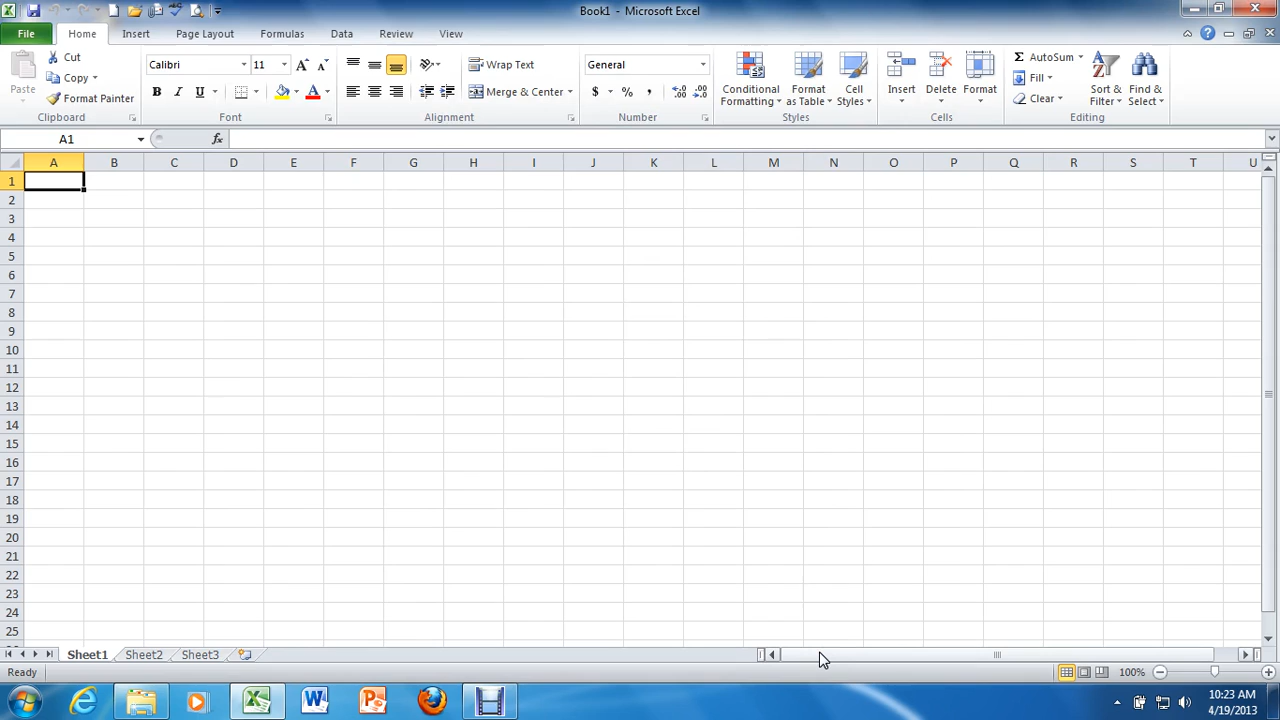 Book1 - Microsoft Excel
File Home Insert Page Layout Formulas Data Review View
Paste Cut Copy Format Painter
Calibri 11
B I U A
Wrap Text
Merge & Center
General
$ % ,
Conditional Formatting
Format as Table
Cell Styles
Insert Delete Format
Σ AutoSum
Fill
Clear
Sort & Filter
Find & Select
Clipboard Font Alignment Number Styles Cells Editing
A1 fx
A B C D E F G H I J K L M N O P Q R S T U
1
2
3
4
5
6
7
8
9
10
11
12
13
14
15
16
17
18
19
20
21
22
23
24
25
Sheet1 Sheet2 Sheet3
Ready 100%
10:23 AM
4/19/2013